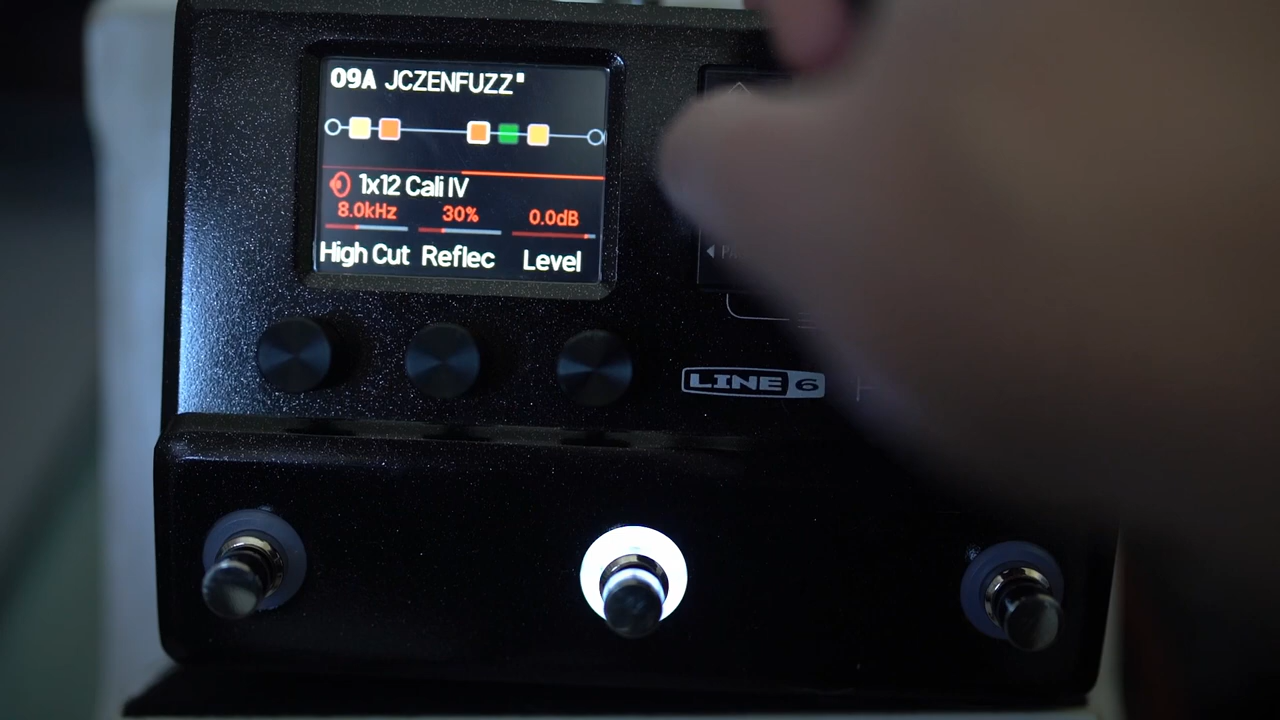 09A JCZENFUZZ
1x12 Cali IV
8.0kHz 30% 0.0dB
High Cut Reflec Level
LINE 6